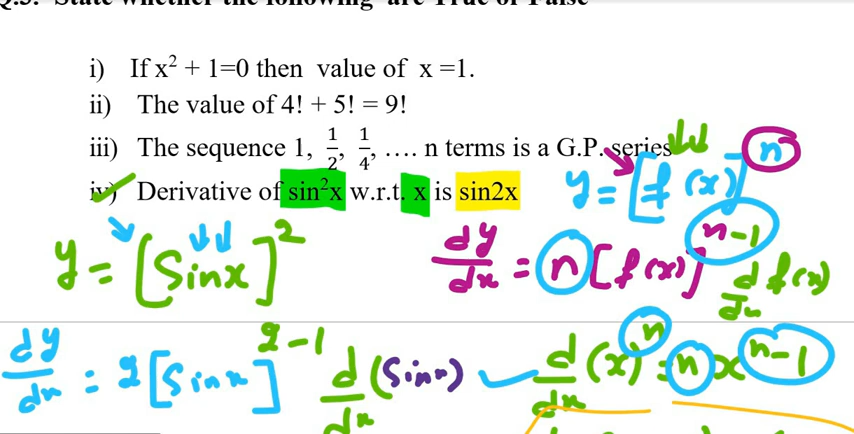 Q.3. State whether the following are True or False
i) If x² + 1=0 then value of x =1.
ii) The value of 4! + 5! = 9!
iii) The sequence 1, 1/2, 1/4, .... n terms is a G.P. series
iv) Derivative of sin²x w.r.t. x is sin2x
y = [f(x)]ⁿ
y = [Sinx]²
dy/dx = n[f(x)]ⁿ⁻¹ d/dx f(x)
dy/dx = 2[Sinx]²⁻¹ d/dx (Sinx)
d/dx (x)ⁿ = n xⁿ⁻¹